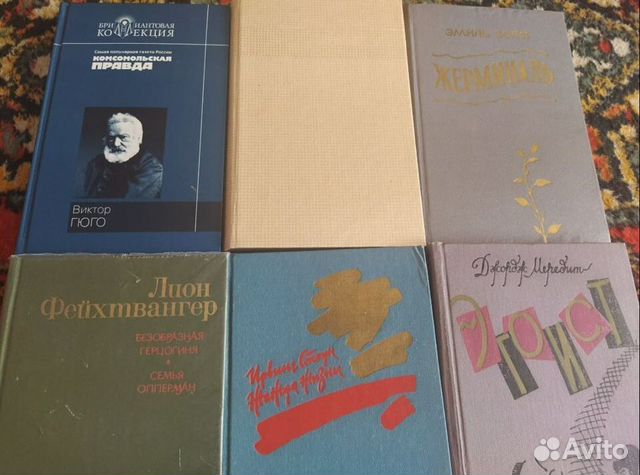 БРИЛЛИАНТОВАЯ
КОЛЛЕКЦИЯ
Самая популярная газета России
КОМСОМОЛЬСКАЯ
ПРАВДА
Виктор
ГЮГО
ЭМИЛЬ ЗОЛЯ
ЖЕРМИНАЛЬ
Лион
Фейхтвангер
БЕЗОБРАЗНАЯ
ГЕРЦОГИНЯ
СЕМЬЯ ОППЕРМАН
Ирвинг Стоун
Жажда жизни
Джордж Мередит
Эгоист
Avito